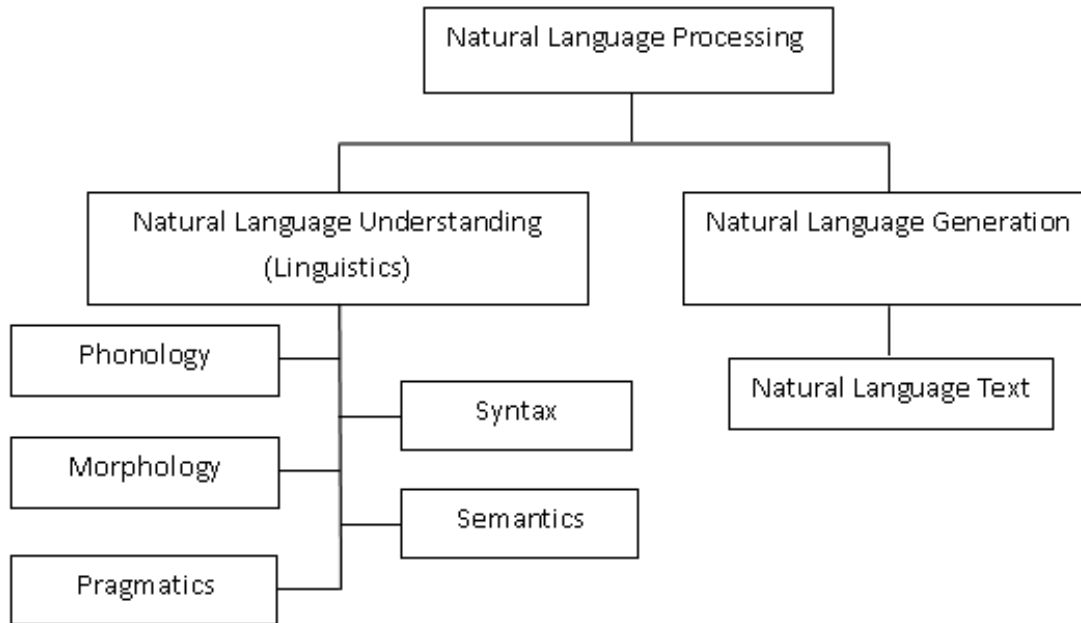 Natural Language Processing
Natural Language Understanding
(Linguistics)
Natural Language Generation
Phonology
Natural Language Text
Syntax
Morphology
Semantics
Pragmatics